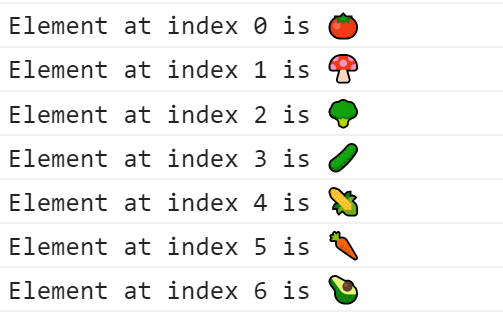 Element at index 0 is 🍅
Element at index 1 is 🍄
Element at index 2 is 🥦
Element at index 3 is 🥒
Element at index 4 is 🌽
Element at index 5 is 🥕
Element at index 6 is 🥑